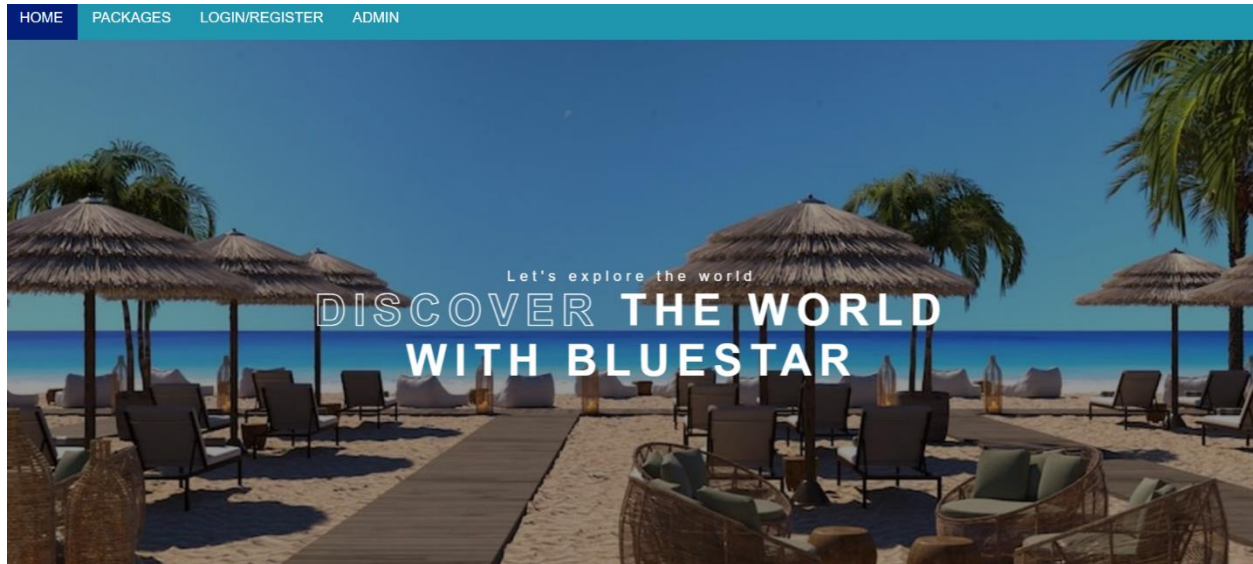 HOME PACKAGES LOGIN/REGISTER ADMIN
Let's explore the world
DISCOVER THE WORLD
WITH BLUESTAR